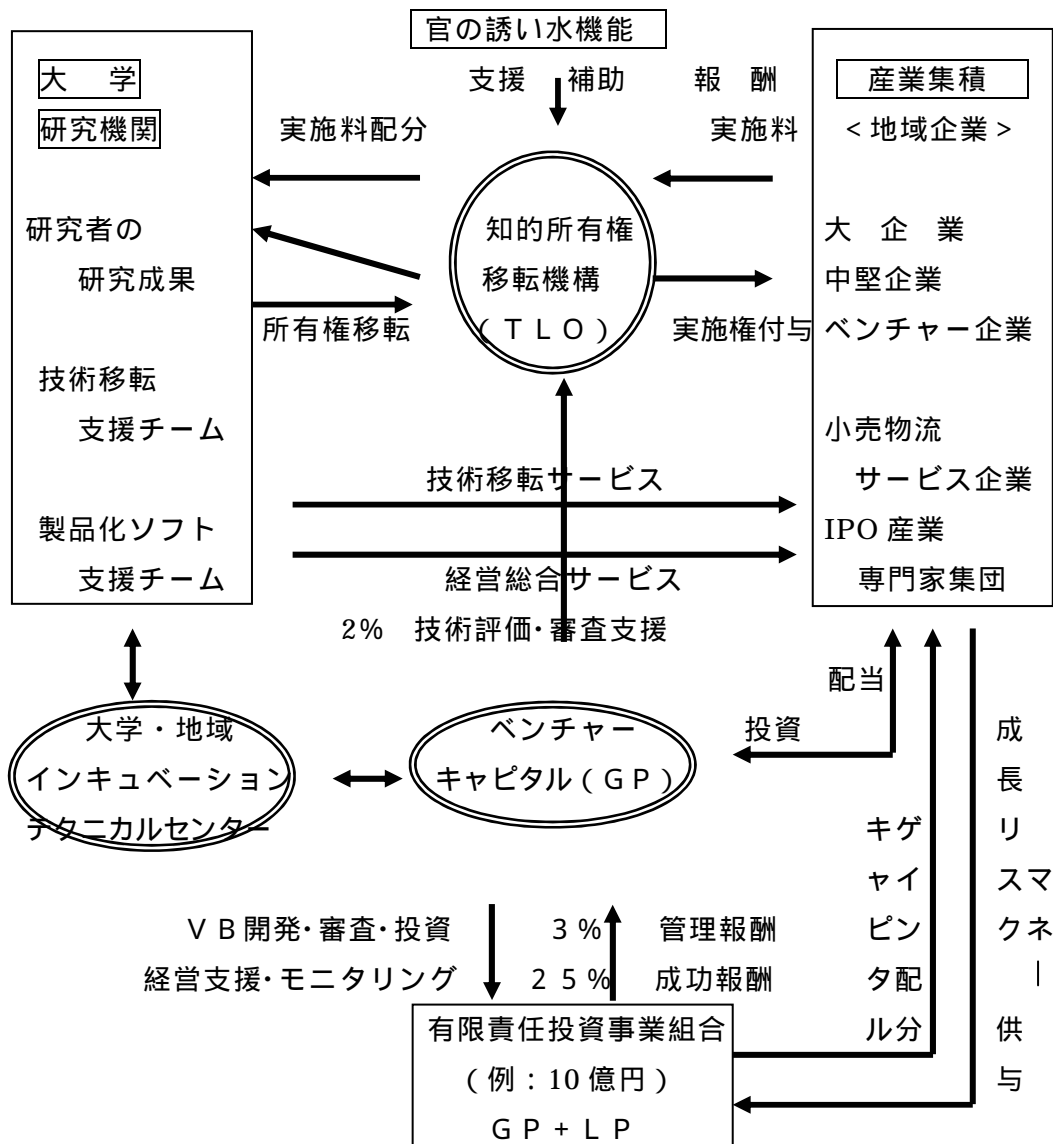 官の誘い水機能
支援 補助 報 酬
大 学
研究機関
実施料配分
実施料
産業集積
＜地域企業＞
研究者の
研究成果
知的所有権
移転機構
（ＴＬＯ）
大 企 業
中堅企業
ベンチャー企業
所有権移転
実施権付与
技術移転
支援チーム
小売物流
サービス企業
技術移転サービス
製品化ソフト
支援チーム
IPO 産業
専門家集団
経営総合サービス
2% 技術評価･審査支援
配当
投資
大学・地域
インキュベーション
テクニカルセンター
ベンチャー
キャピタル（ＧＰ）
キャピタル
ゲイン配分
成長リスク
マネー
供与
ＶＢ開発･審査･投資
経営支援･モニタリング
３% 管理報酬
２５% 成功報酬
有限責任投資事業組合
（例：10 億円）
ＧＰ＋ＬＰ